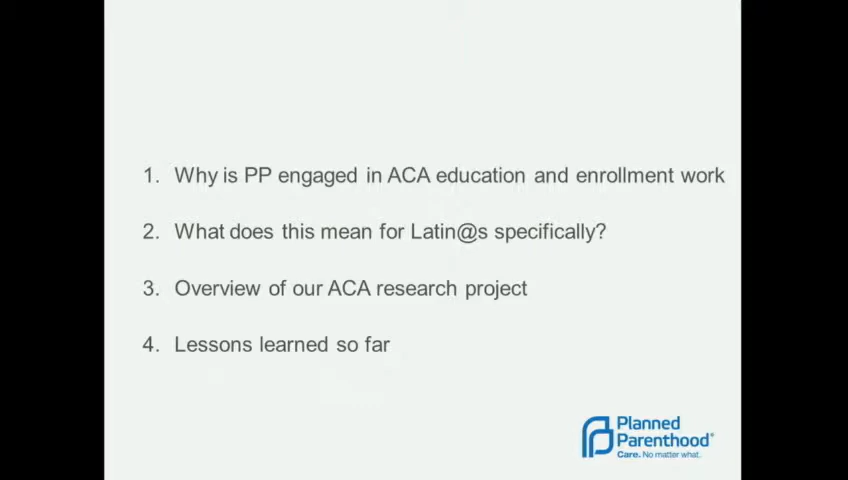 1. Why is PP engaged in ACA education and enrollment work
2. What does this mean for Latin@s specifically?
3. Overview of our ACA research project
4. Lessons learned so far
Planned
Parenthood®
Care. No matter what.